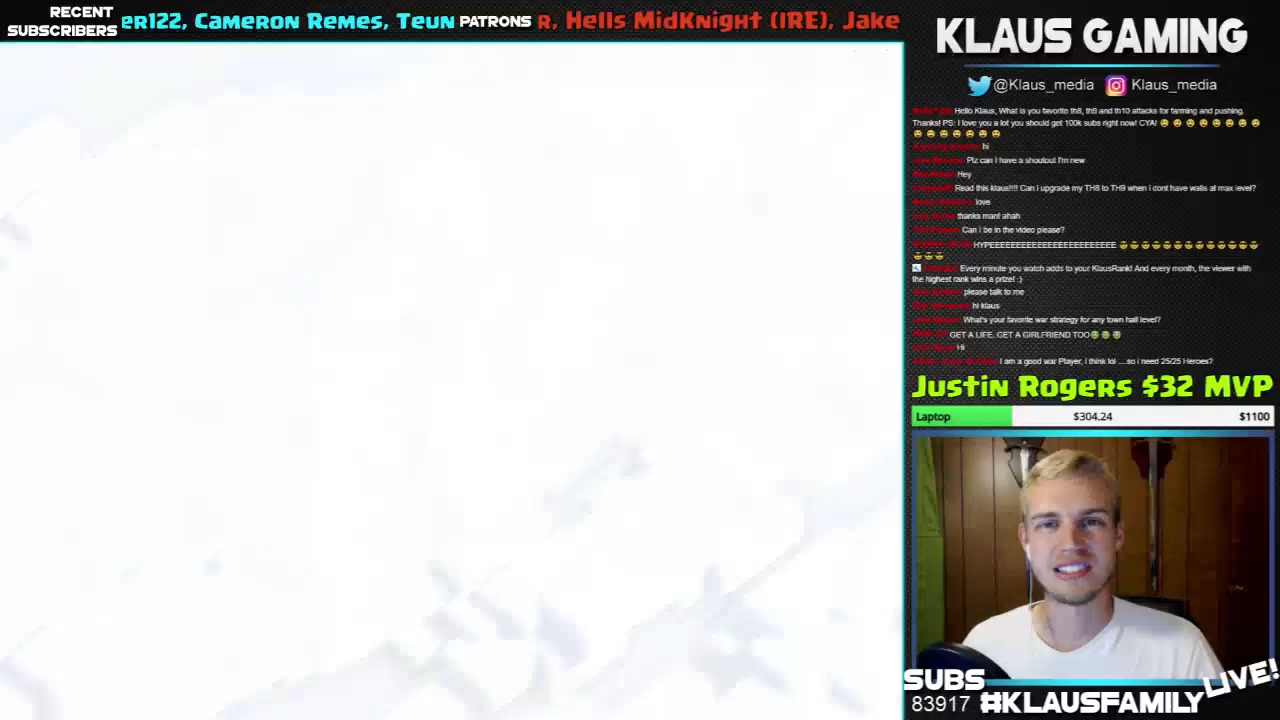 RECENT
SUBSCRIBERS
er122, Cameron Remes, Teun
PATRONS
R, Hells MidKnight (IRE), Jake
KLAUS GAMING
@Klaus_media
Klaus_media
Hello Klaus, What is you favorite th8, th9 and th10 attacks for farming and pushing.
Thanks! PS: I love you a lot you should get 100k subs right now! CYA!
hi
Plz can I have a shoutout I'm new
Hey
Read this klaus!!!! Can i upgrade my TH8 to TH9 when i dont have walls at max level?
love
thanks man! ahah
Can I be in the video please?
HYPEEEEEEEEEEEEEEEEEEEEEEEEE
Every minute you watch adds to your KlausRank! And every month, the viewer with
the highest rank wins a prize! :)
please talk to me
hi klaus
What's your favorite war strategy for any town hall level?
GET A LIFE, GET A GIRLFRIEND TOO
Hi
I am a good war Player, i think lol ....so i need 25/25 Heroes?
Justin Rogers $32 MVP
Laptop $304.24 $1100
SUBS
83917 #KLAUSFAMILY LIVE!